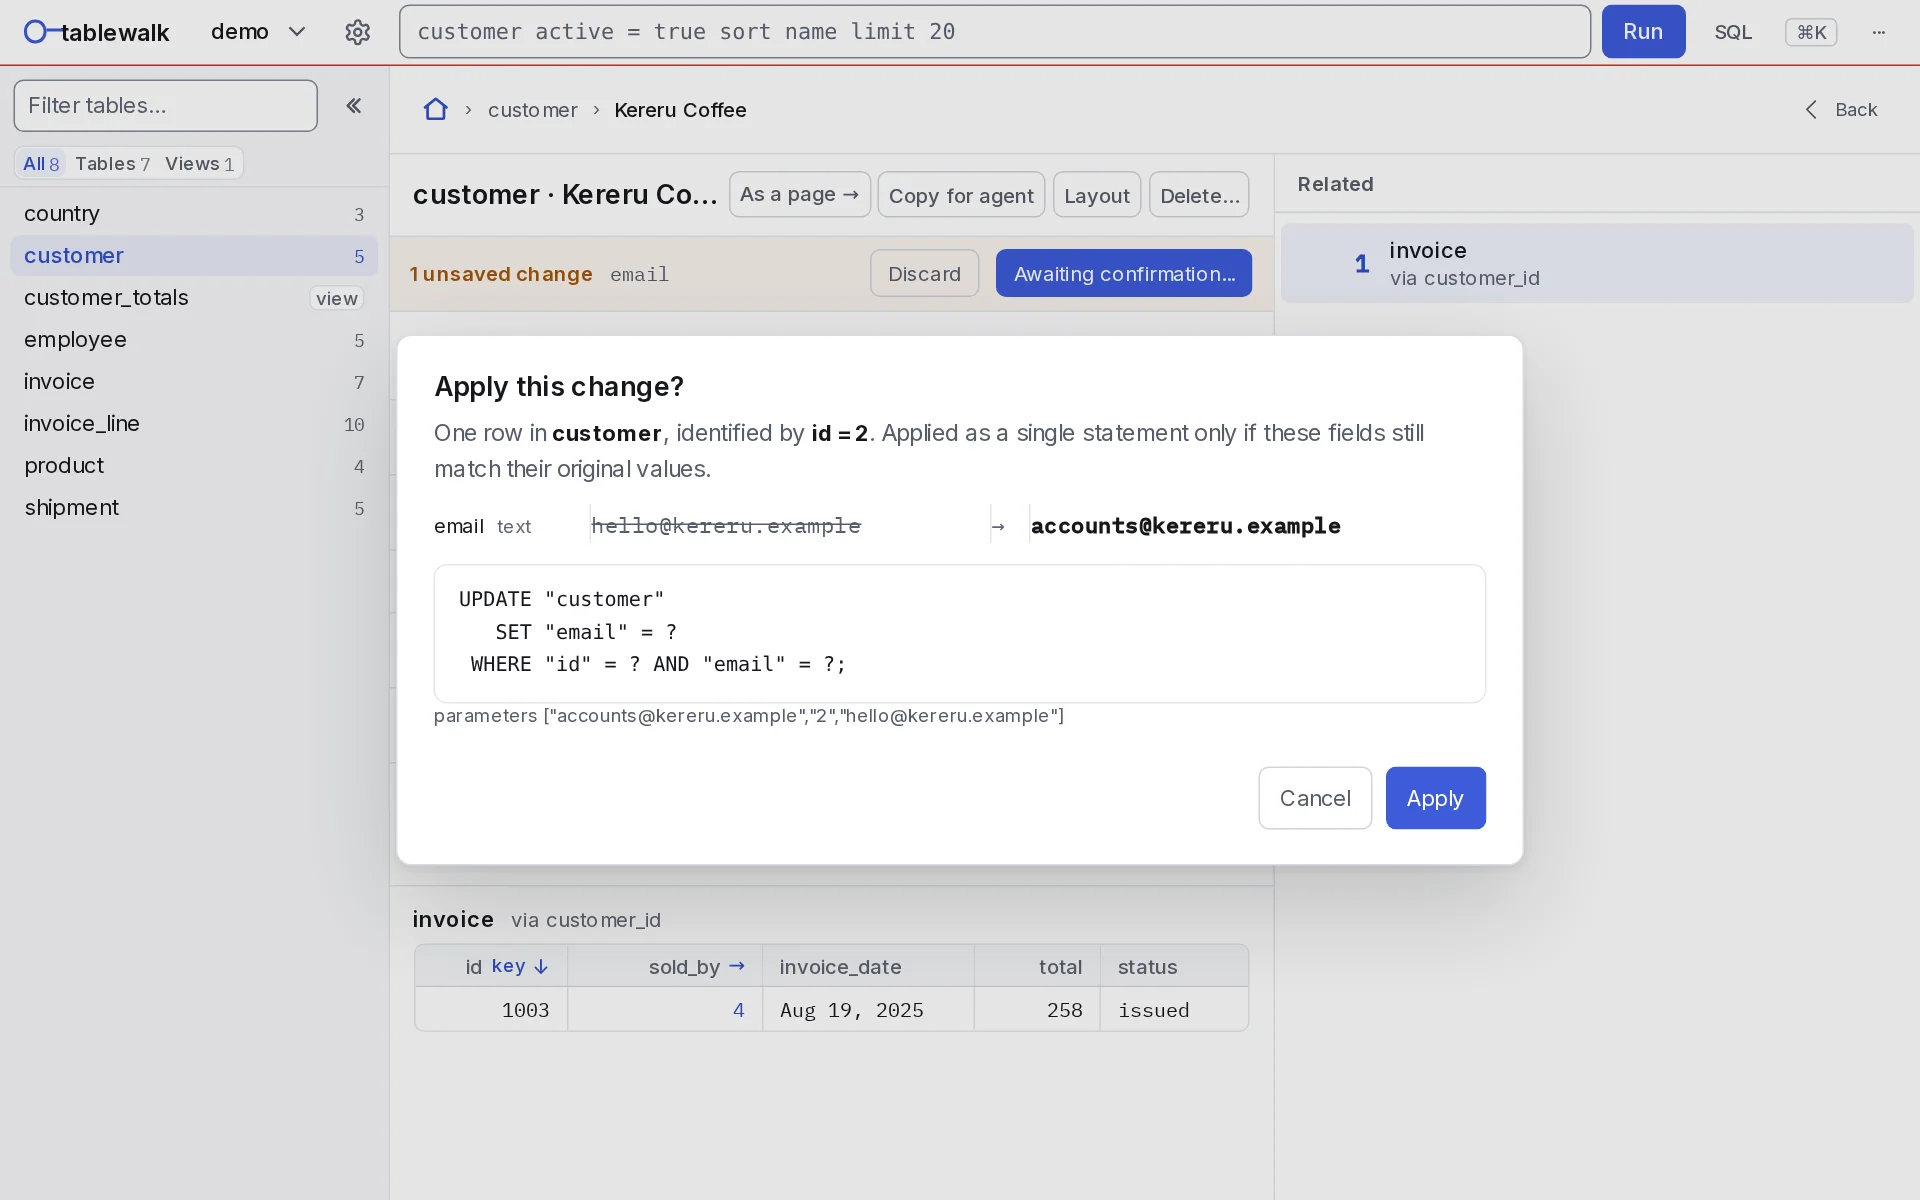 tablewalk
demo
customer active = true sort name limit 20
Run
SQL
⌘K
···
Filter tables...
All 8 Tables 7 Views 1
country 3
customer 5
customer_totals view
employee 5
invoice 7
invoice_line 10
product 4
shipment 5
› customer › Kereru Coffee
Back
customer · Kereru Co...
As a page →
Copy for agent
Layout
Delete...
1 unsaved change email
Discard
Awaiting confirmation...
Related
1 invoice
via customer_id
Apply this change?
One row in customer, identified by id = 2. Applied as a single statement only if these fields still
match their original values.
email text hello@kereru.example → accounts@kereru.example
UPDATE "customer"
SET "email" = ?
WHERE "id" = ? AND "email" = ?;
parameters ["accounts@kereru.example","2","hello@kereru.example"]
Cancel
Apply
invoice via customer_id
id key ↓ sold_by → invoice_date total status
1003 4 Aug 19, 2025 258 issued